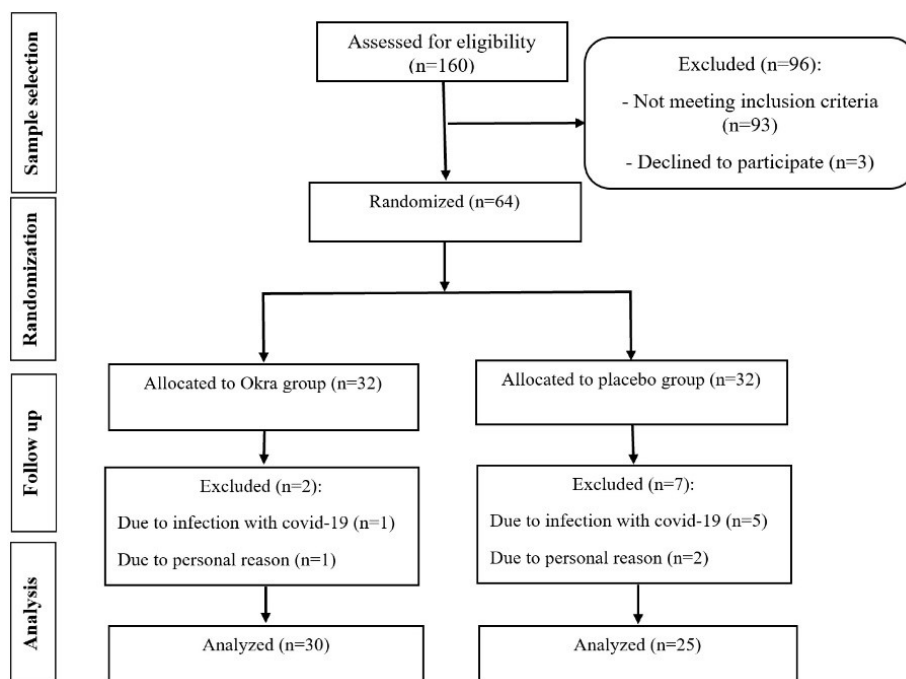 Sample selection
Assessed for eligibility
(n=160)
Excluded (n=96):
- Not meeting inclusion criteria
(n=93)
- Declined to participate (n=3)
Randomization
Randomized (n=64)
Follow up
Allocated to Okra group (n=32)
Allocated to placebo group (n=32)
Excluded (n=2):
Due to infection with covid-19 (n=1)
Due to personal reason (n=1)
Excluded (n=7):
Due to infection with covid-19 (n=5)
Due to personal reason (n=2)
Analysis
Analyzed (n=30)
Analyzed (n=25)